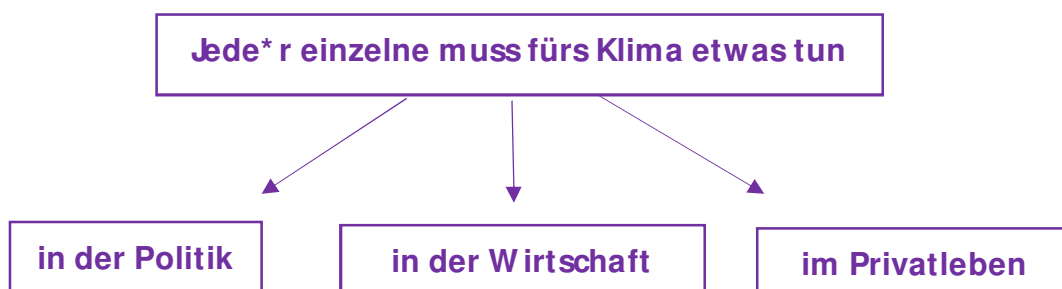 Jede*r einzelne muss fürs Klima etwas tun
in der Politik
in der Wirtschaft
im Privatleben